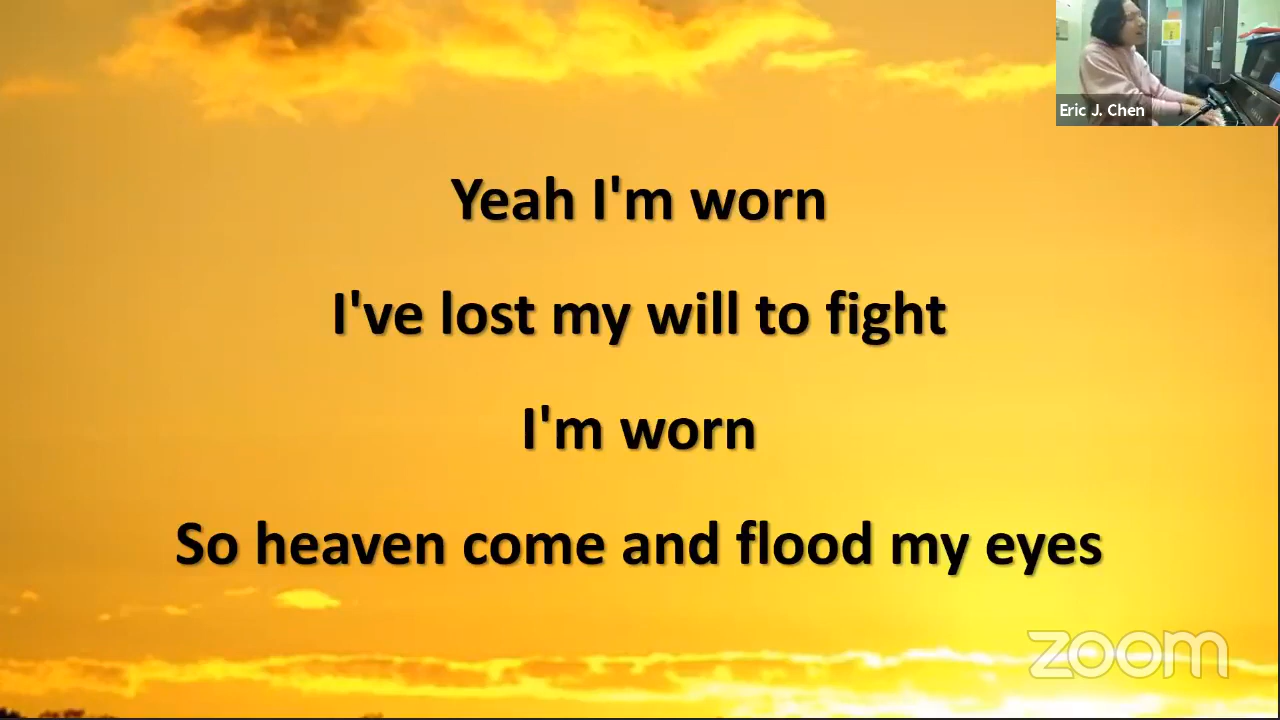 Eric J. Chen
Yeah I'm worn
I've lost my will to fight
I'm worn
So heaven come and flood my eyes
zoom